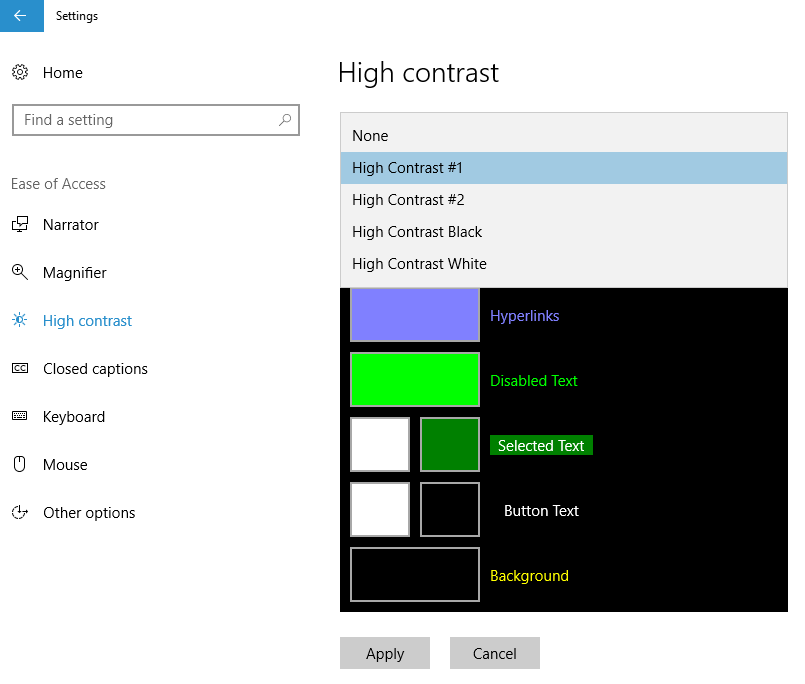 Settings
Home
Find a setting
Ease of Access
Narrator
Magnifier
High contrast
CC Closed captions
Keyboard
Mouse
Other options
High contrast
None
High Contrast #1
High Contrast #2
High Contrast Black
High Contrast White
Hyperlinks
Disabled Text
Selected Text
Button Text
Background
Apply
Cancel